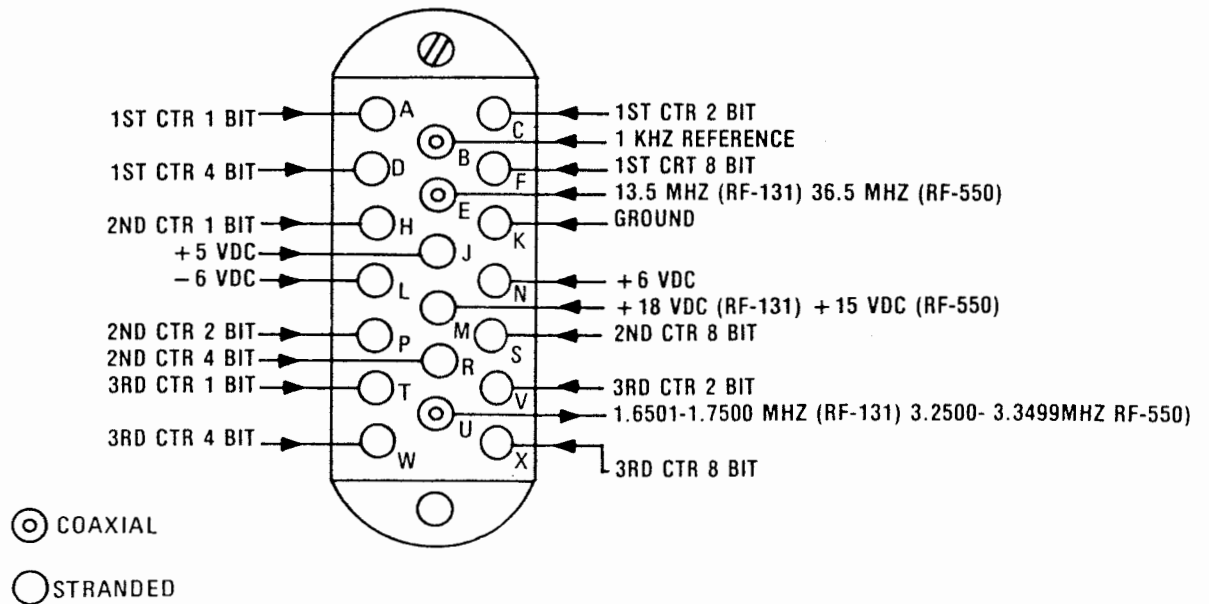 1ST CTR 1 BIT
A
C
1ST CTR 2 BIT
B
1 KHZ REFERENCE
1ST CTR 4 BIT
D
F
1ST CRT 8 BIT
E
13.5 MHZ (RF-131) 36.5 MHZ (RF-550)
2ND CTR 1 BIT
H
K
GROUND
+5 VDC
J
−6 VDC
L
N
+6 VDC
M
+18 VDC (RF-131) +15 VDC (RF-550)
2ND CTR 2 BIT
P
S
2ND CTR 8 BIT
2ND CTR 4 BIT
R
3RD CTR 1 BIT
T
V
3RD CTR 2 BIT
U
1.6501-1.7500 MHZ (RF-131) 3.2500- 3.3499MHZ RF-550)
3RD CTR 4 BIT
W
X
3RD CTR 8 BIT
COAXIAL
STRANDED